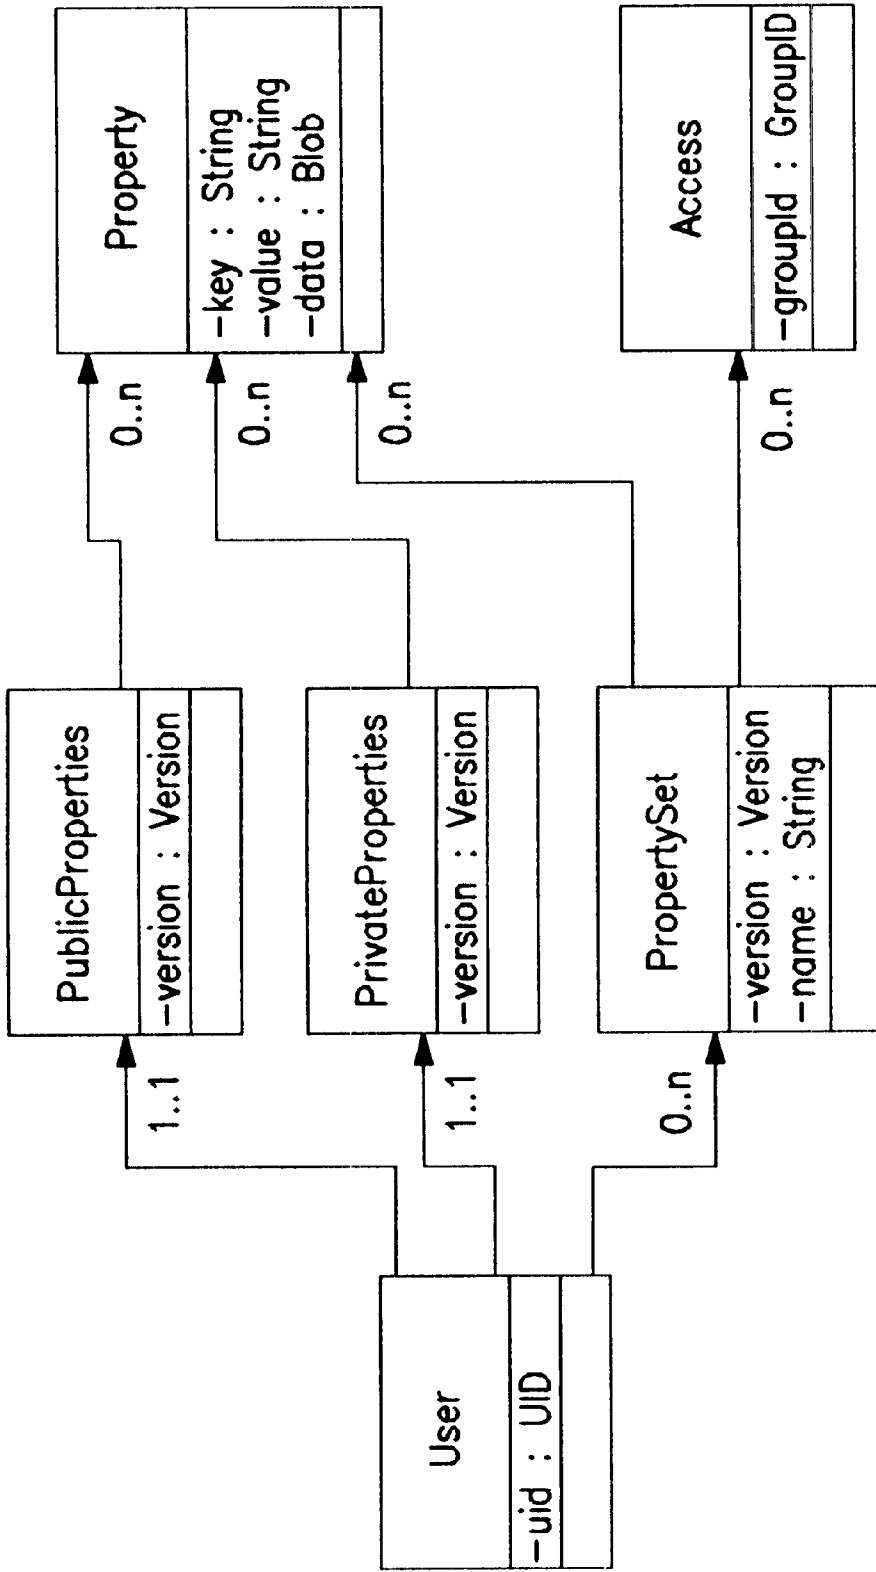 User
-uid : UID
1..1
1..1
0..n
PublicProperties
-version : Version
PrivateProperties
-version : Version
PropertySet
-version : Version
-name : String
0..n
0..n
0..n
0..n
Property
-key : String
-value : String
-data : Blob
Access
-groupId : GroupID